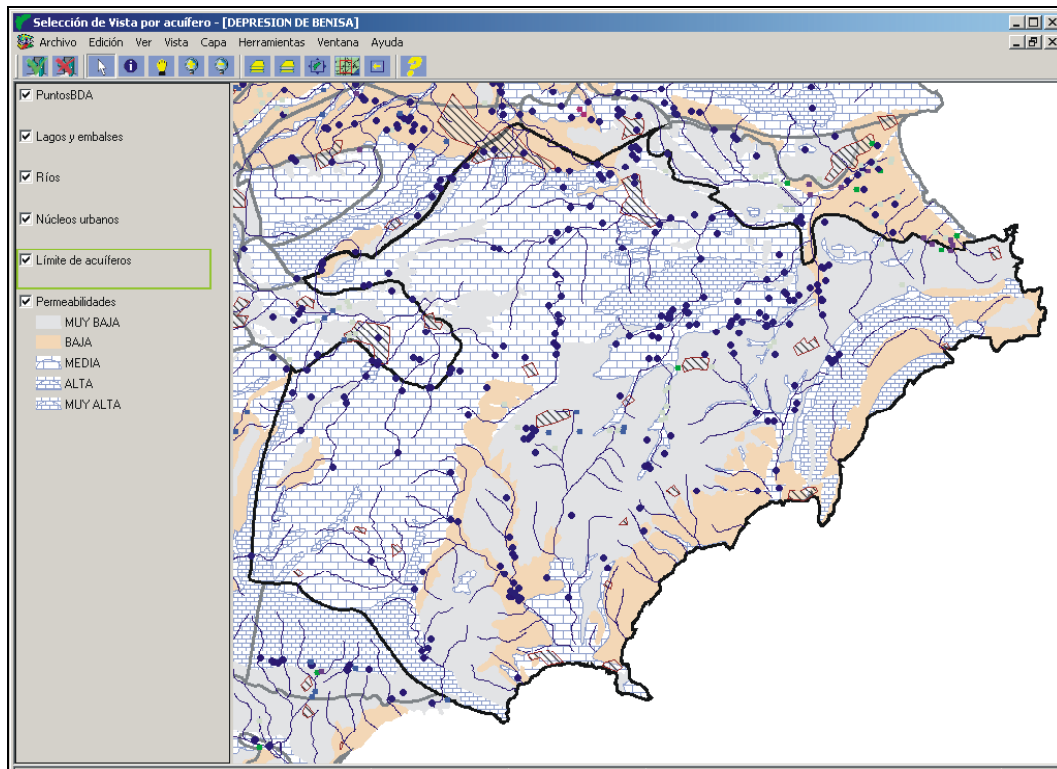 Selección de Vista por acuífero - [DEPRESION DE BENISA]
Archivo Edición Ver Vista Capa Herramientas Ventana Ayuda
PuntosBDA
Lagos y embalses
Ríos
Núcleos urbanos
Límite de acuíferos
Permeabilidades
MUY BAJA
BAJA
MEDIA
ALTA
MUY ALTA